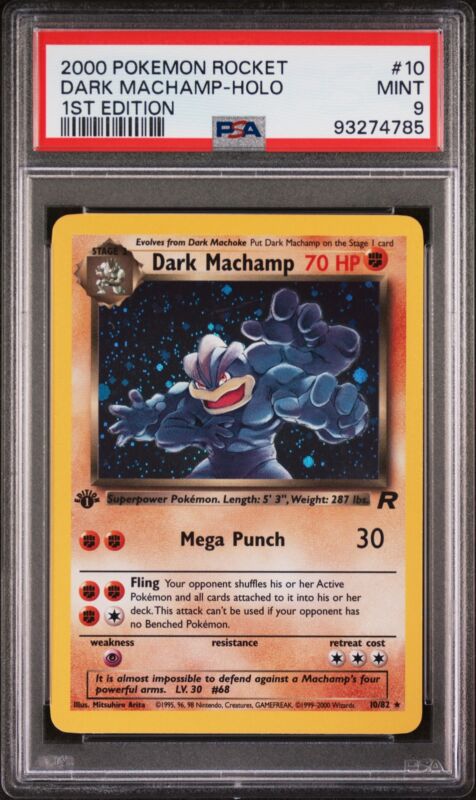 2000 POKEMON ROCKET #10
DARK MACHAMP-HOLO MINT
1ST EDITION 9
PSA 93274785
Evolves from Dark Machoke Put Dark Machamp on the Stage 1 card
STAGE 2
Dark Machamp 70 HP
EDITION
1
Superpower Pokémon. Length: 5' 3", Weight: 287 lbs.
R
Mega Punch 30
Fling Your opponent shuffles his or her Active
Pokémon and all cards attached to it into his or her
deck. This attack can't be used if your opponent has
no Benched Pokémon.
weakness resistance retreat cost
It is almost impossible to defend against a Machamp's four
powerful arms. LV. 30 #68
Illus. Mitsuhiro Arita ©1995, 96, 98 Nintendo, Creatures, GAMEFREAK. ©1999-2000 Wizards. 10/82 ★
PSA